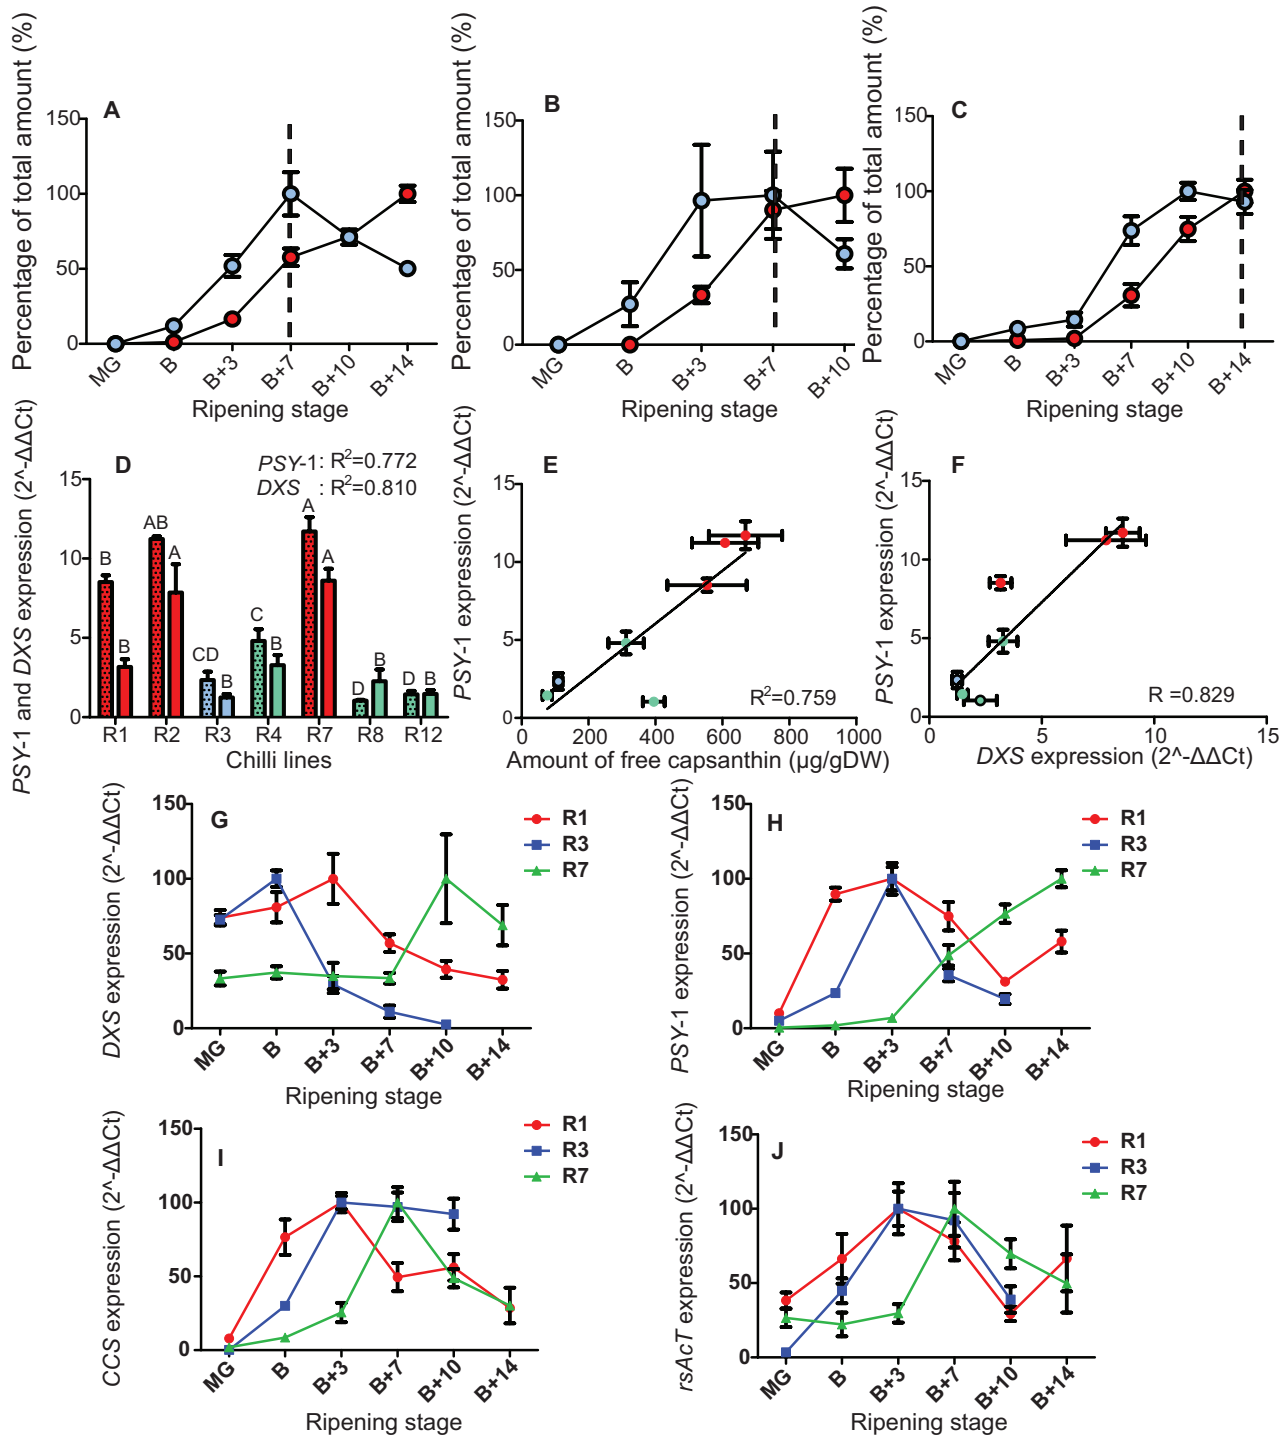 A
Percentage of total amount (%)
150
100
50
0
MG
B
B+3
B+7
B+10
B+14
Ripening stage
B
Percentage of total amount (%)
150
100
50
0
MG
B
B+3
B+7
B+10
Ripening stage
C
Percentage of total amount (%)
150
100
50
0
MG
B
B+3
B+7
B+10
B+14
Ripening stage
D
PSY-1 and DXS expression (2^-ΔΔCt)
PSY-1: R²=0.772
DXS : R²=0.810
15
10
5
0
B
B
AB
A
CD
B
C
B
A
A
D
B
D
B
R1
R2
R3
R4
R7
R8
R12
Chilli lines
E
PSY-1 expression (2^-ΔΔCt)
15
10
5
0
R²=0.759
0
200
400
600
800
1000
Amount of free capsanthin (µg/gDW)
F
PSY-1 expression (2^-ΔΔCt)
15
10
5
0
R =0.829
0
5
10
15
DXS expression (2^-ΔΔCt)
G
DXS expression (2^-ΔΔCt)
150
100
50
0
MG
B
B+3
B+7
B+10
B+14
Ripening stage
R1
R3
R7
H
PSY-1 expression (2^-ΔΔCt)
150
100
50
0
MG
B
B+3
B+7
B+10
B+14
Ripening stage
R1
R3
R7
I
CCS expression (2^-ΔΔCt)
150
100
50
0
MG
B
B+3
B+7
B+10
B+14
Ripening stage
R1
R3
R7
J
rsAcT expression (2^-ΔΔCt)
150
100
50
0
MG
B
B+3
B+7
B+10
B+14
Ripening stage
R1
R3
R7